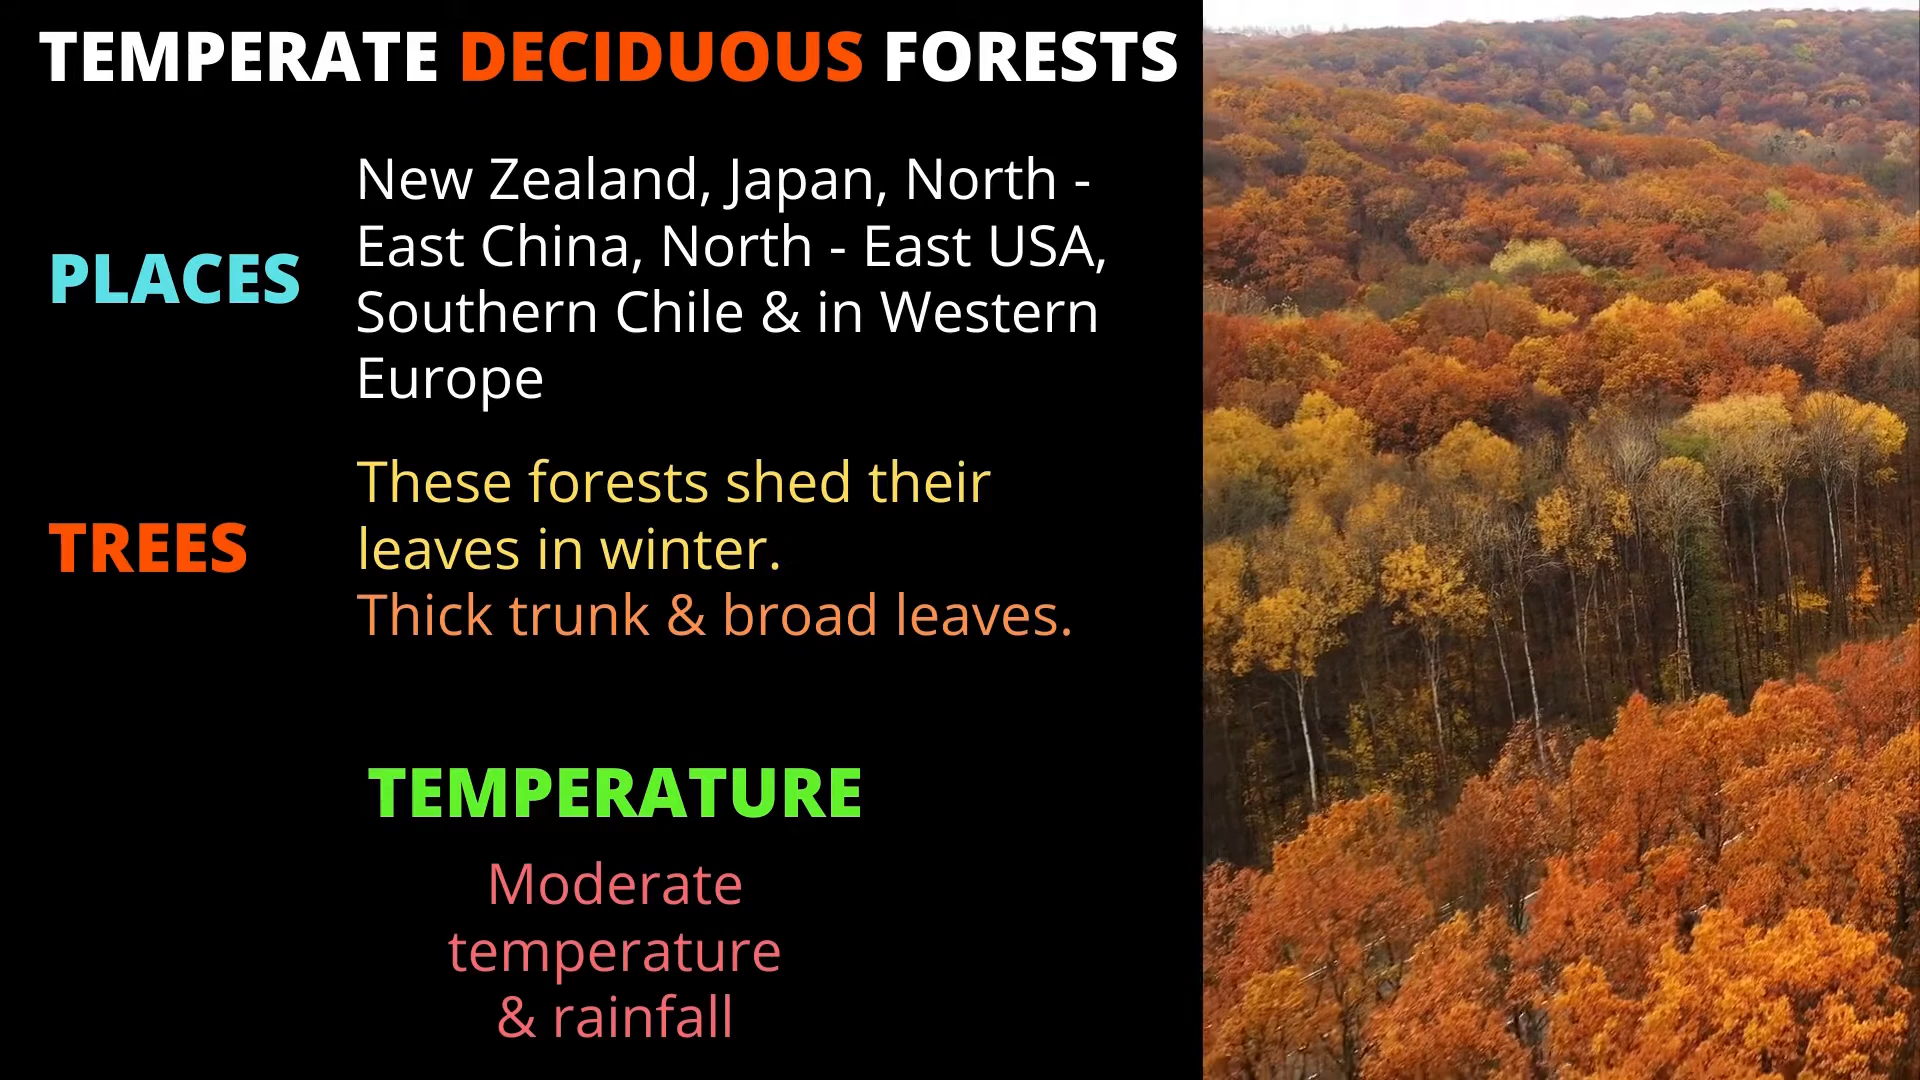 TEMPERATE DECIDUOUS FORESTS
PLACES
New Zealand, Japan, North -
East China, North - East USA,
Southern Chile & in Western
Europe
TREES
These forests shed their
leaves in winter.
Thick trunk & broad leaves.
TEMPERATURE
Moderate
temperature
& rainfall